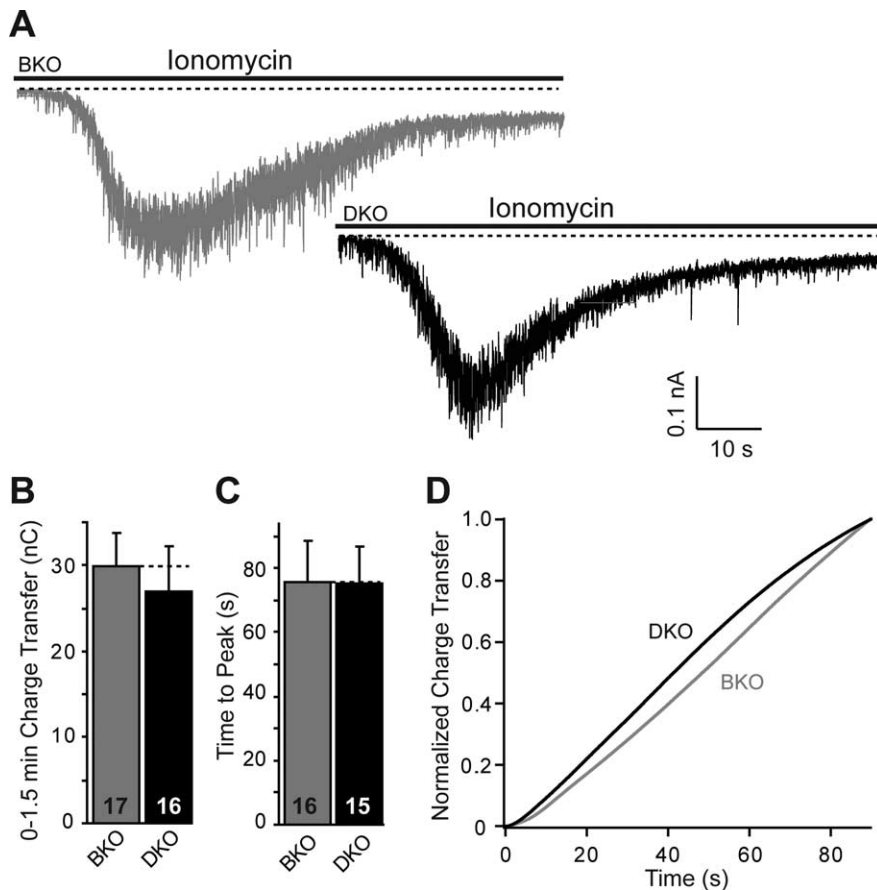 A
BKO
Ionomycin
DKO
Ionomycin
0.1 nA
10 s
B
0-1.5 min Charge Transfer (nC)
30
20
10
0
17
16
BKO
DKO
C
Time to Peak (s)
80
60
40
20
0
16
15
BKO
DKO
D
Normalized Charge Transfer
1.0
0.8
0.6
0.4
0.2
0
DKO
BKO
0
20
40
60
80
Time (s)